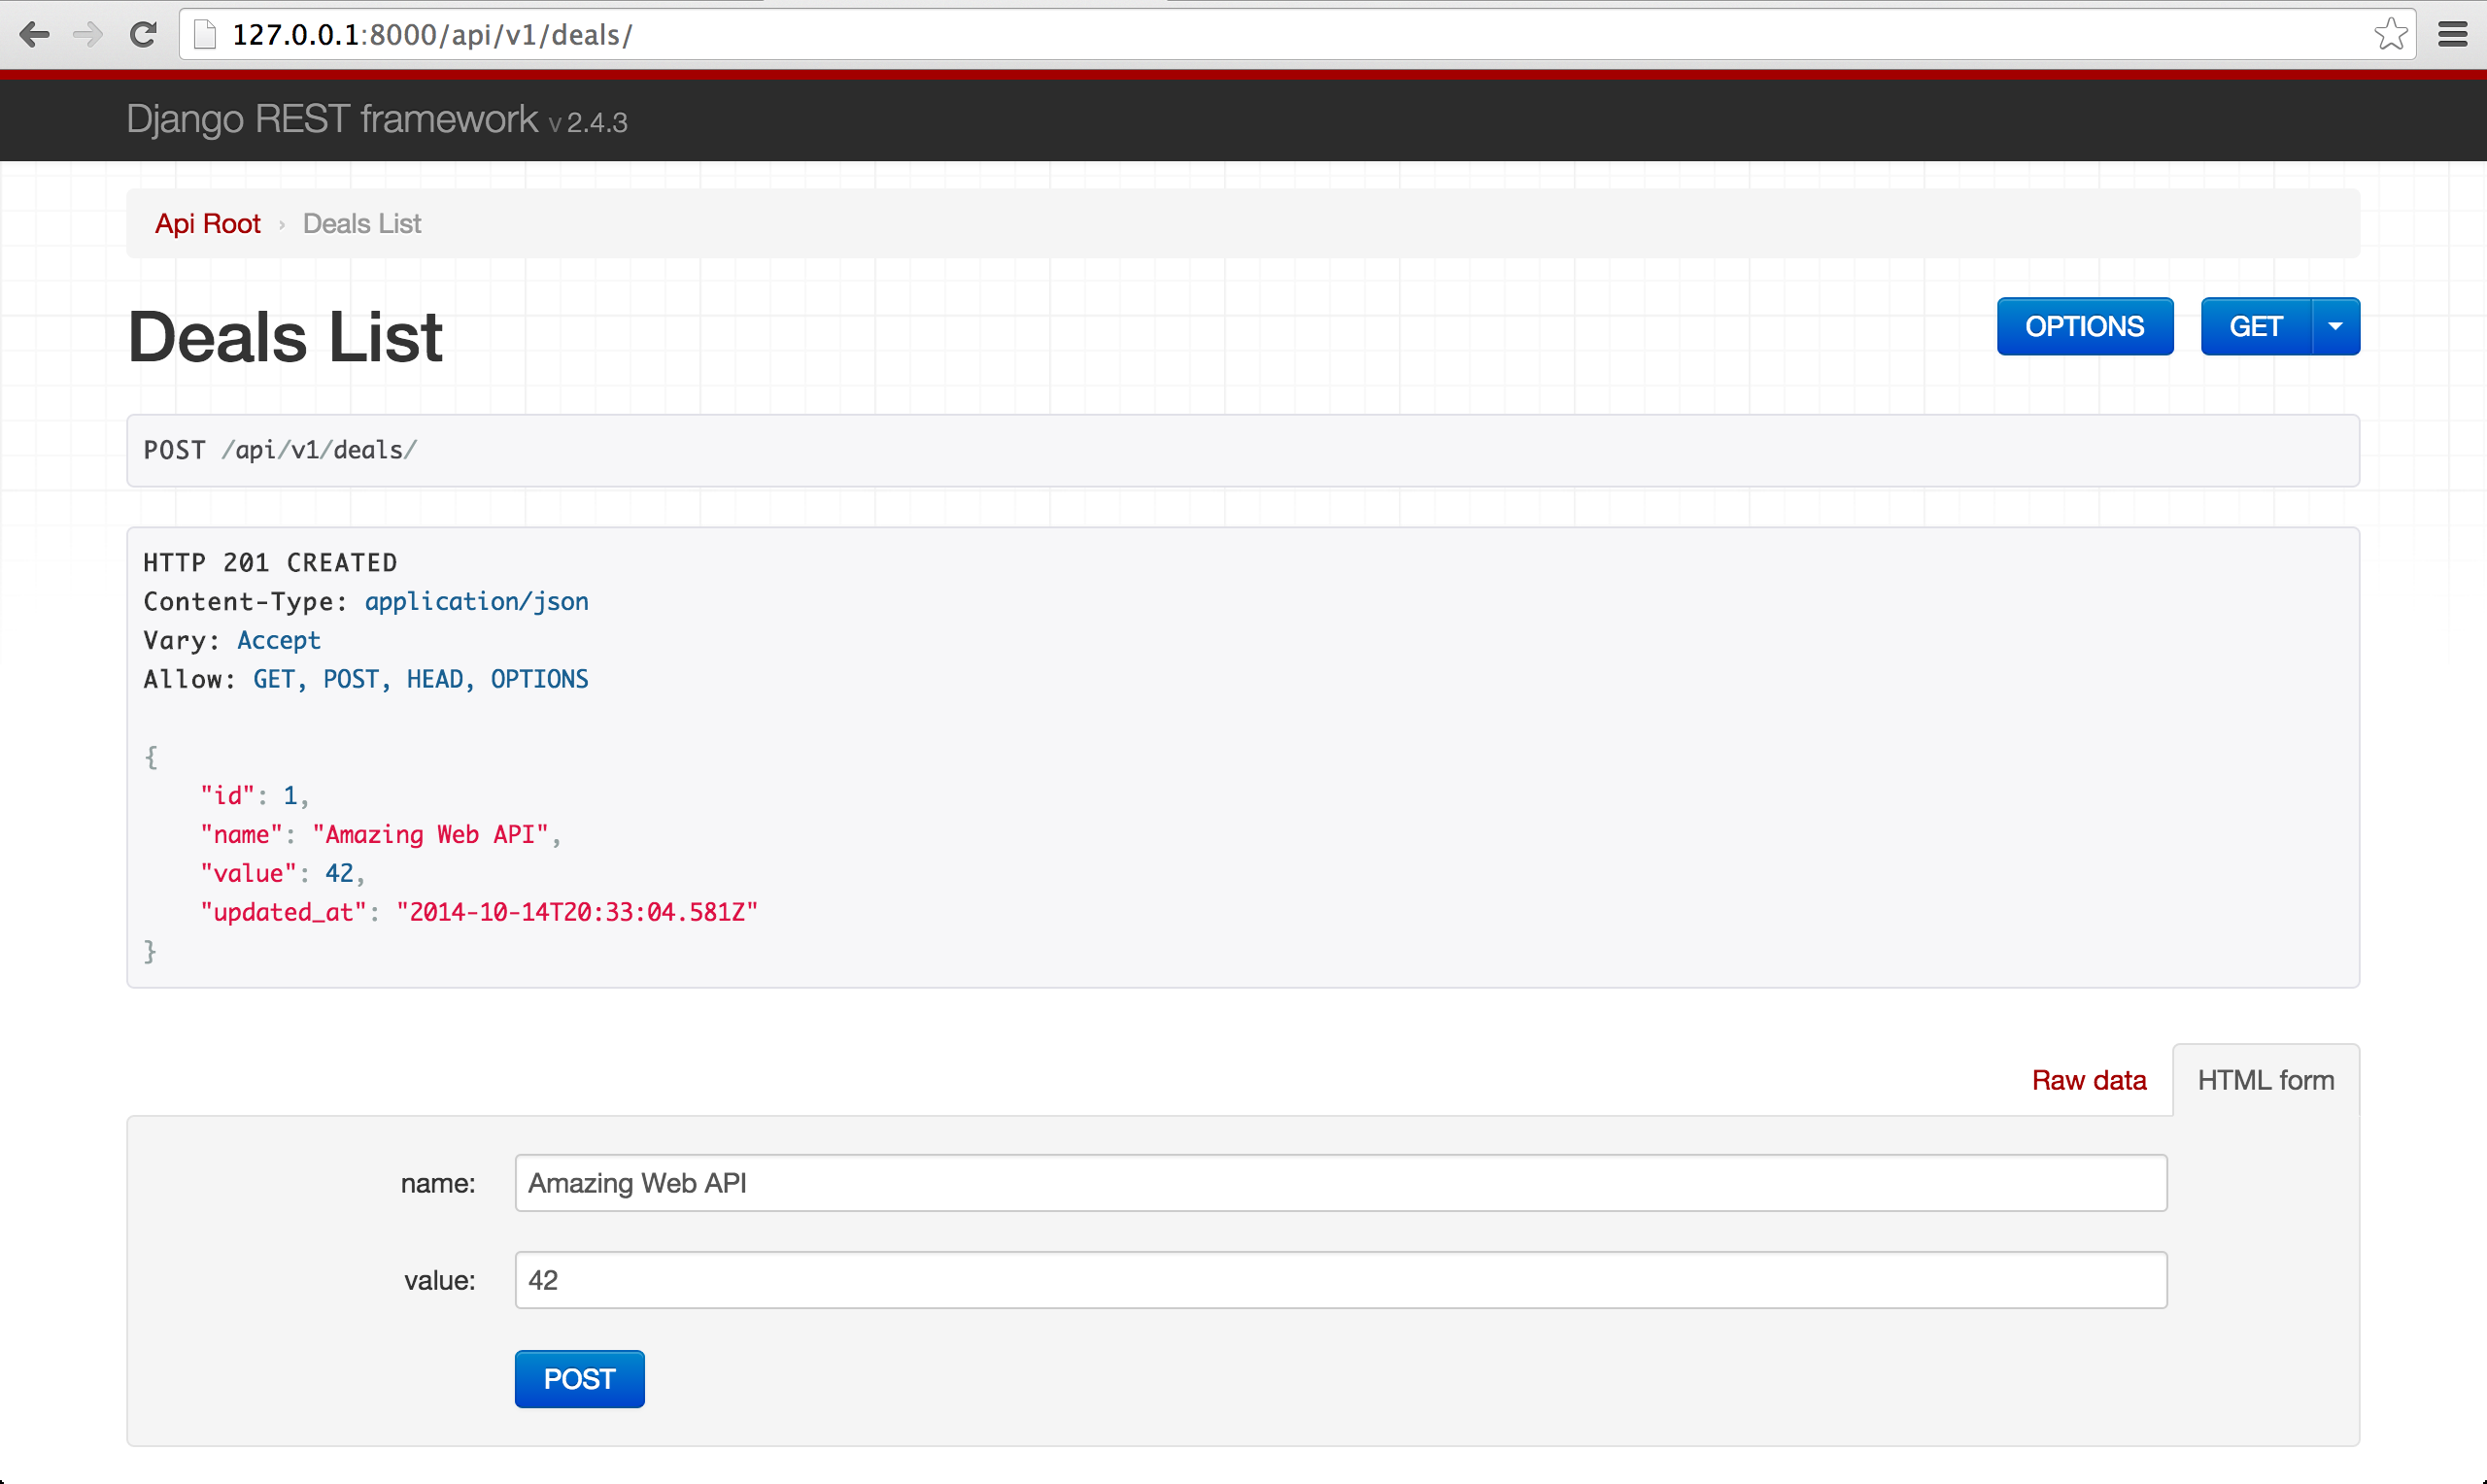 127.0.0.1:8000/api/v1/deals/
Django REST framework v 2.4.3
Api Root › Deals List
Deals List
OPTIONS GET
POST /api/v1/deals/
HTTP 201 CREATED
Content-Type: application/json
Vary: Accept
Allow: GET, POST, HEAD, OPTIONS
{
"id": 1,
"name": "Amazing Web API",
"value": 42,
"updated_at": "2014-10-14T20:33:04.581Z"
}
Raw data HTML form
name: Amazing Web API
value: 42
POST